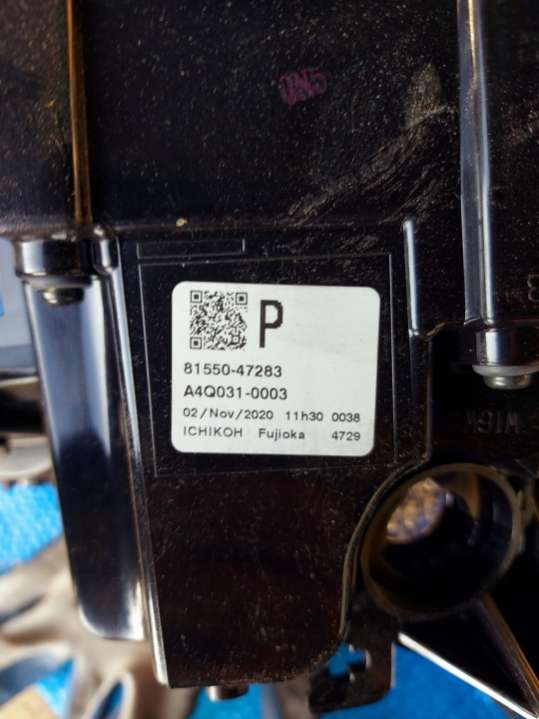 P
81550-47283
A4Q031-0003
02/Nov/2020 11h30 0038
ICHIKOH Fujioka 4729